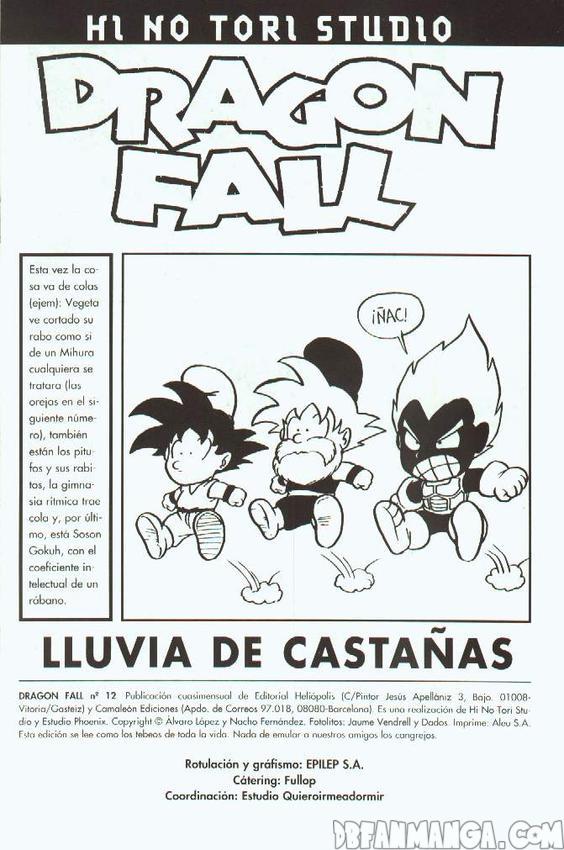 HI NO TORI STUDIO
DRAGON
FALL
Esta vez la co-
sa va de colas
(ejem): Vegeta
ve cortado su
rabo como si
de un Mihura
cualquiera se
tratara (las
orejas en el si-
guiente núme-
ro), también
están los pitu-
fos y sus rabi-
tos, la gimna-
sia rítmica trae
cola y, por últi-
mo, está Soson
Gokuh, con el
coeficiente in-
telectual de un
rábano.
¡ÑAC!
LLUVIA DE CASTAÑAS
DRAGON FALL nº 12 Publicación cuasimensual de Editorial Heliópolis (C/Pintor Jesús Apellániz 3, Bajo. 01008-
Vitoria/Gasteiz) y Camaleón Ediciones (Apdo. de Correos 97.018, 08080-Barcelona). Es una realización de Hi No Tori Stu-
dio y Estudio Phoenix. Copyright © Álvaro López y Nacho Fernández. Fotolitos: Jaume Vendrell y Dados. Imprime: Aleu S.A.
Esta edición se lee como los tebeos de toda la vida. Nada de emular a nuestros amigos los cangrejos.
Rotulación y gráfismo: EPILEP S.A.
Cátering: Fullop
Coordinación: Estudio Quieroirmeadormir
DBFANMANGA.COM